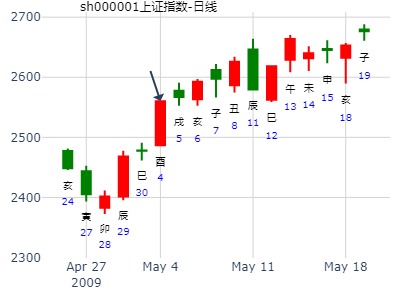 sh000001上证指数-日线
2700
2600
2500
2400
2300
亥
24
寅
27
卯
28
辰
29
巳
30
酉
4
戌
5
亥
6
子
7
丑
8
辰
11
巳
12
午
13
未
14
申
15
亥
18
子
19
Apr 27
2009
May 4
May 11
May 18